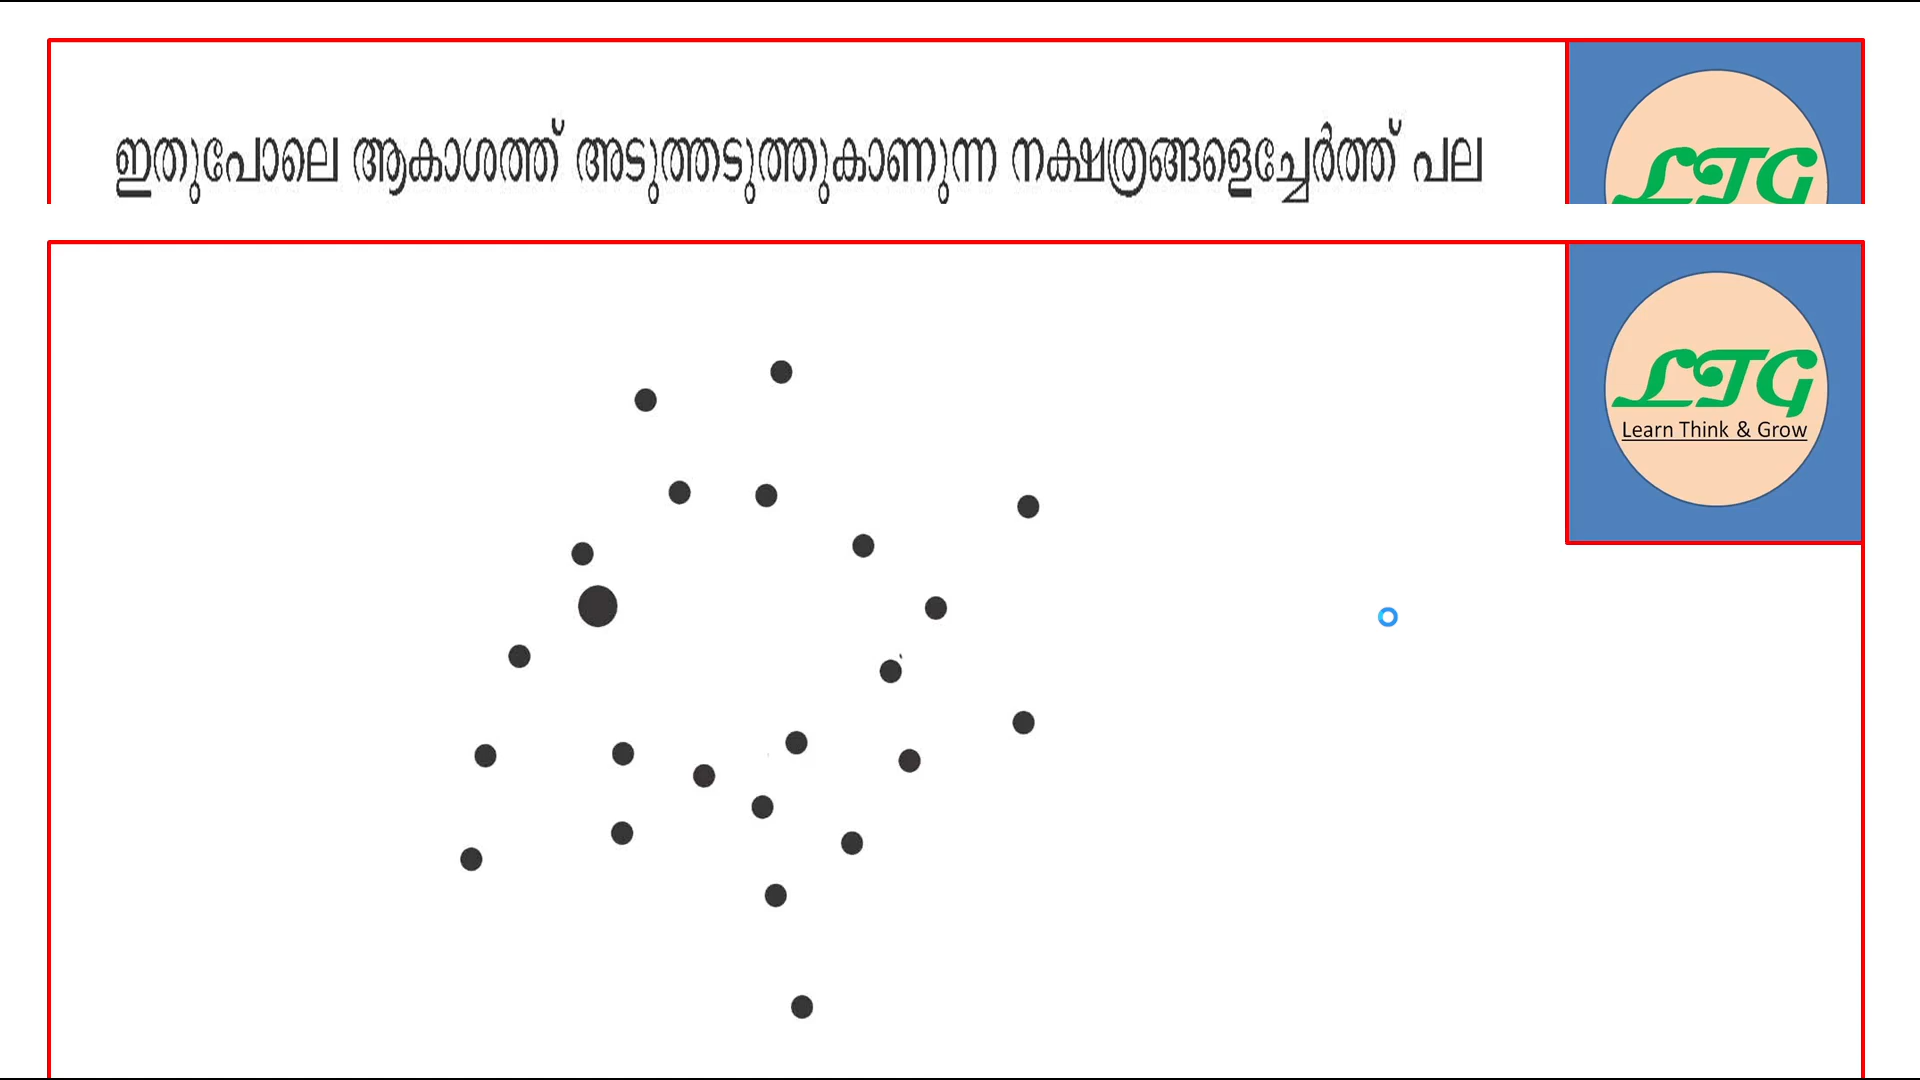 ഇതുപോലെ ആകാശത്ത് അടുത്തടുത്തുകാണുന്ന നക്ഷത്രങ്ങളെച്ചേർത്ത് പല
LTG
LTG
Learn Think & Grow